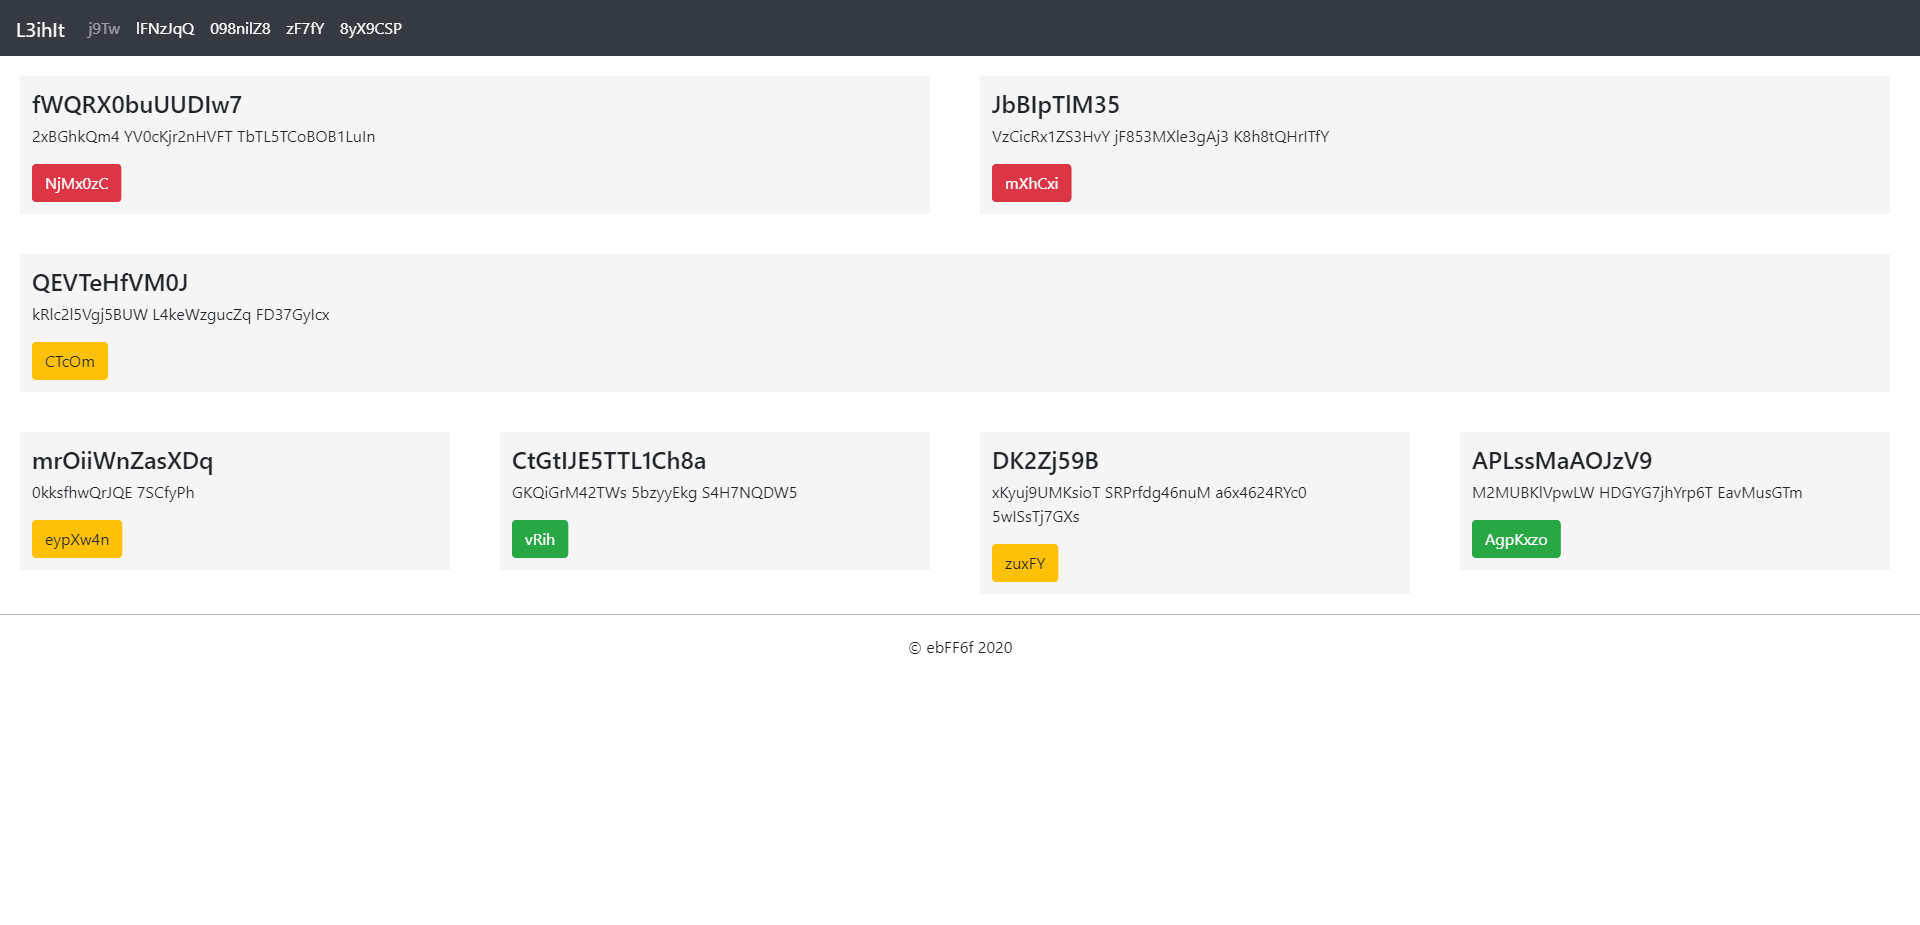 L3ihIt j9Tw lFNzJqQ 098nilZ8 zF7fY 8yX9CSP
fWQRX0buUUDIw7
2xBGhkQm4 YV0cKjr2nHVFT TbTL5TCoBOB1LuIn
NjMx0zC
JbBIpTlM35
VzCicRx1ZS3HvY jF853MXle3gAj3 K8h8tQHrITfY
mXhCxi
QEVTeHfVM0J
kRlc2l5Vgj5BUW L4keWzgucZq FD37GyIcx
CTcOm
mrOiiWnZasXDq
0kksfhwQrJQE 7SCfyPh
eypXw4n
CtGtIJE5TTL1Ch8a
GKQiGrM42TWs 5bzyyEkg S4H7NQDW5
vRih
DK2Zj59B
xKyuj9UMKsioT SRPrfdg46nuM a6x4624RYc0
5wISsTj7GXs
zuxFY
APLssMaAOJzV9
M2MUBKlVpwLW HDGYG7jhYrp6T EavMusGTm
AgpKxzo
© ebFF6f 2020